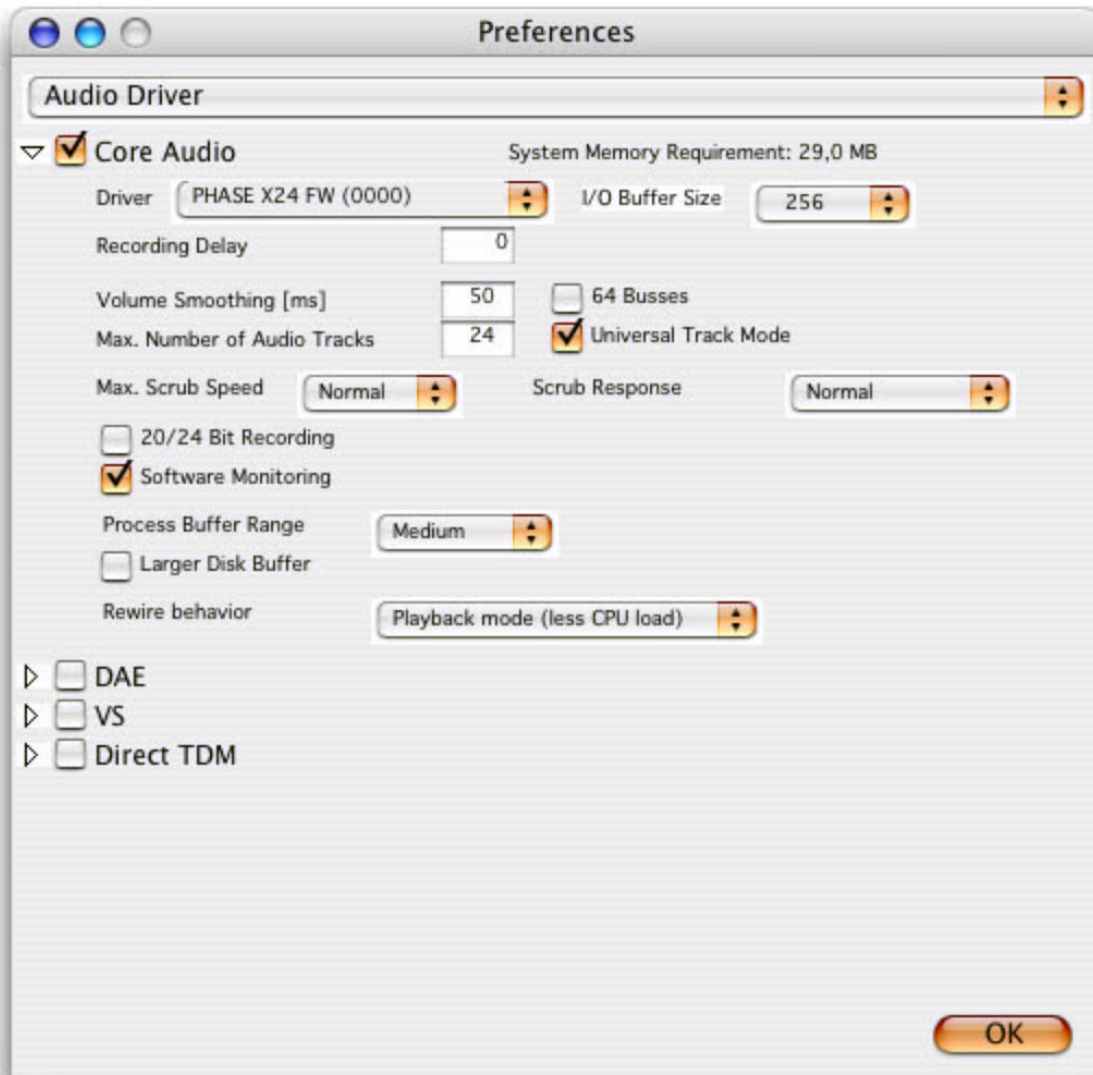 Preferences
Audio Driver
Core Audio System Memory Requirement: 29,0 MB
Driver PHASE X24 FW (0000) I/O Buffer Size 256
Recording Delay 0
Volume Smoothing [ms] 50 64 Busses
Max. Number of Audio Tracks 24 Universal Track Mode
Max. Scrub Speed Normal Scrub Response Normal
20/24 Bit Recording
Software Monitoring
Process Buffer Range Medium
Larger Disk Buffer
Rewire behavior Playback mode (less CPU load)
DAE
VS
Direct TDM
OK